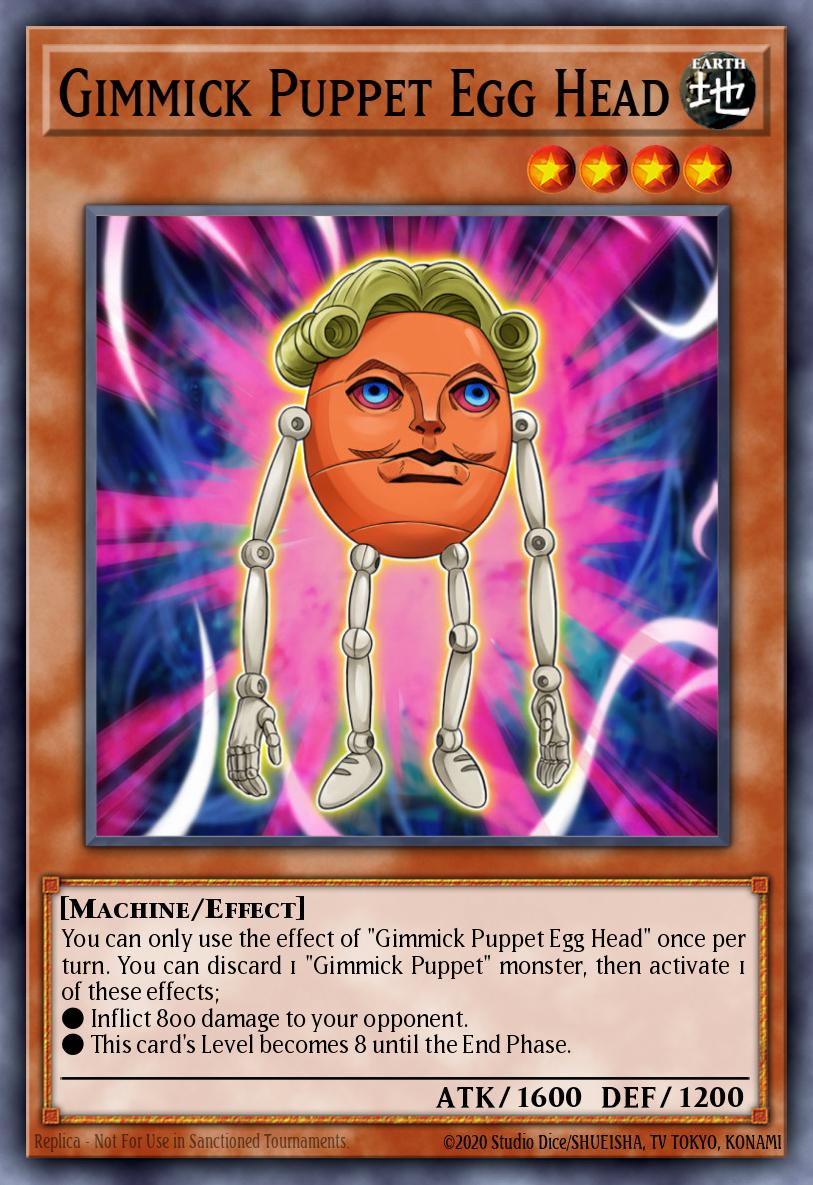 Gimmick Puppet Egg Head
EARTH
地
[Machine/Effect]
You can only use the effect of "Gimmick Puppet Egg Head" once per
turn. You can discard 1 "Gimmick Puppet" monster, then activate 1
of these effects;
● Inflict 800 damage to your opponent.
● This card's Level becomes 8 until the End Phase.
ATK/1600 DEF/1200
Replica - Not For Use in Sanctioned Tournaments.
©2020 Studio Dice/SHUEISHA, TV TOKYO, KONAMI